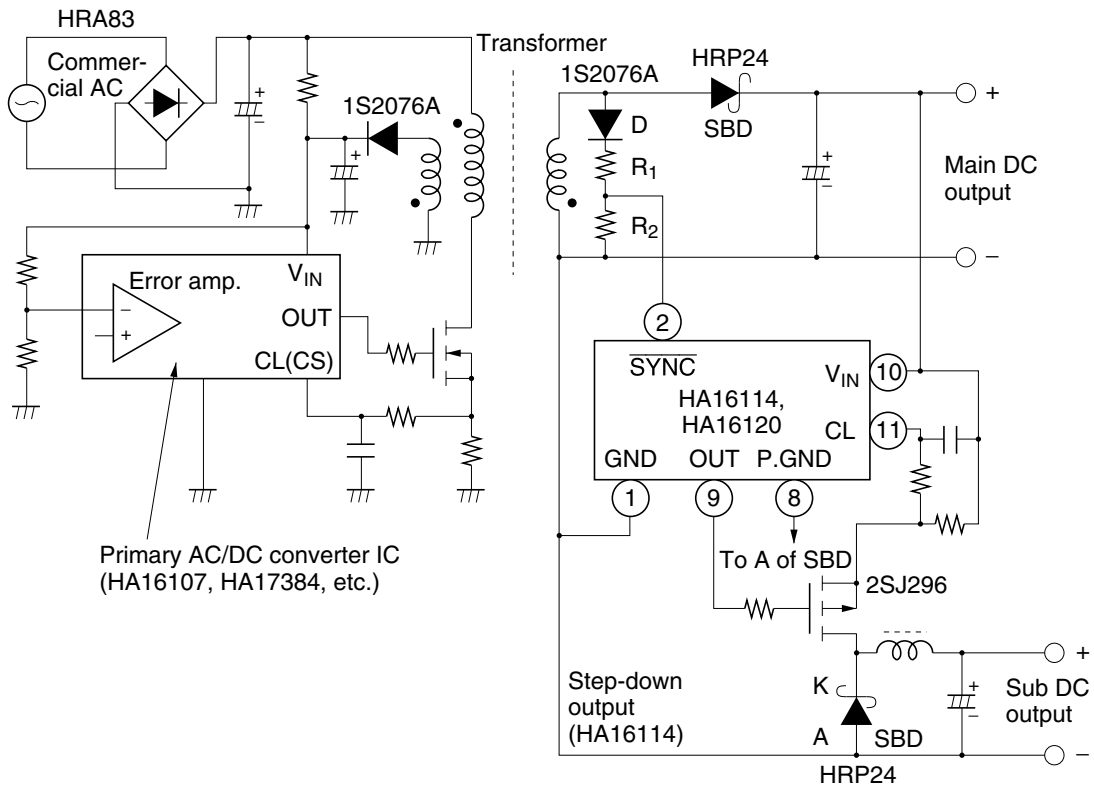 HRA83
Commer-
cial AC
1S2076A
+
−
+
Transformer
1S2076A
HRP24
SBD
D
R1
R2
+
−
+
Main DC
output
−
Error amp.
−
+
VIN
OUT
CL(CS)
Primary AC/DC converter IC
(HA16107, HA17384, etc.)
2
SYNC
HA16114,
HA16120
VIN
10
CL
11
GND
OUT
P.GND
1
9
8
To A of SBD
2SJ296
Step-down
output
(HA16114)
K
A
SBD
HRP24
+
−
+
Sub DC
output
−